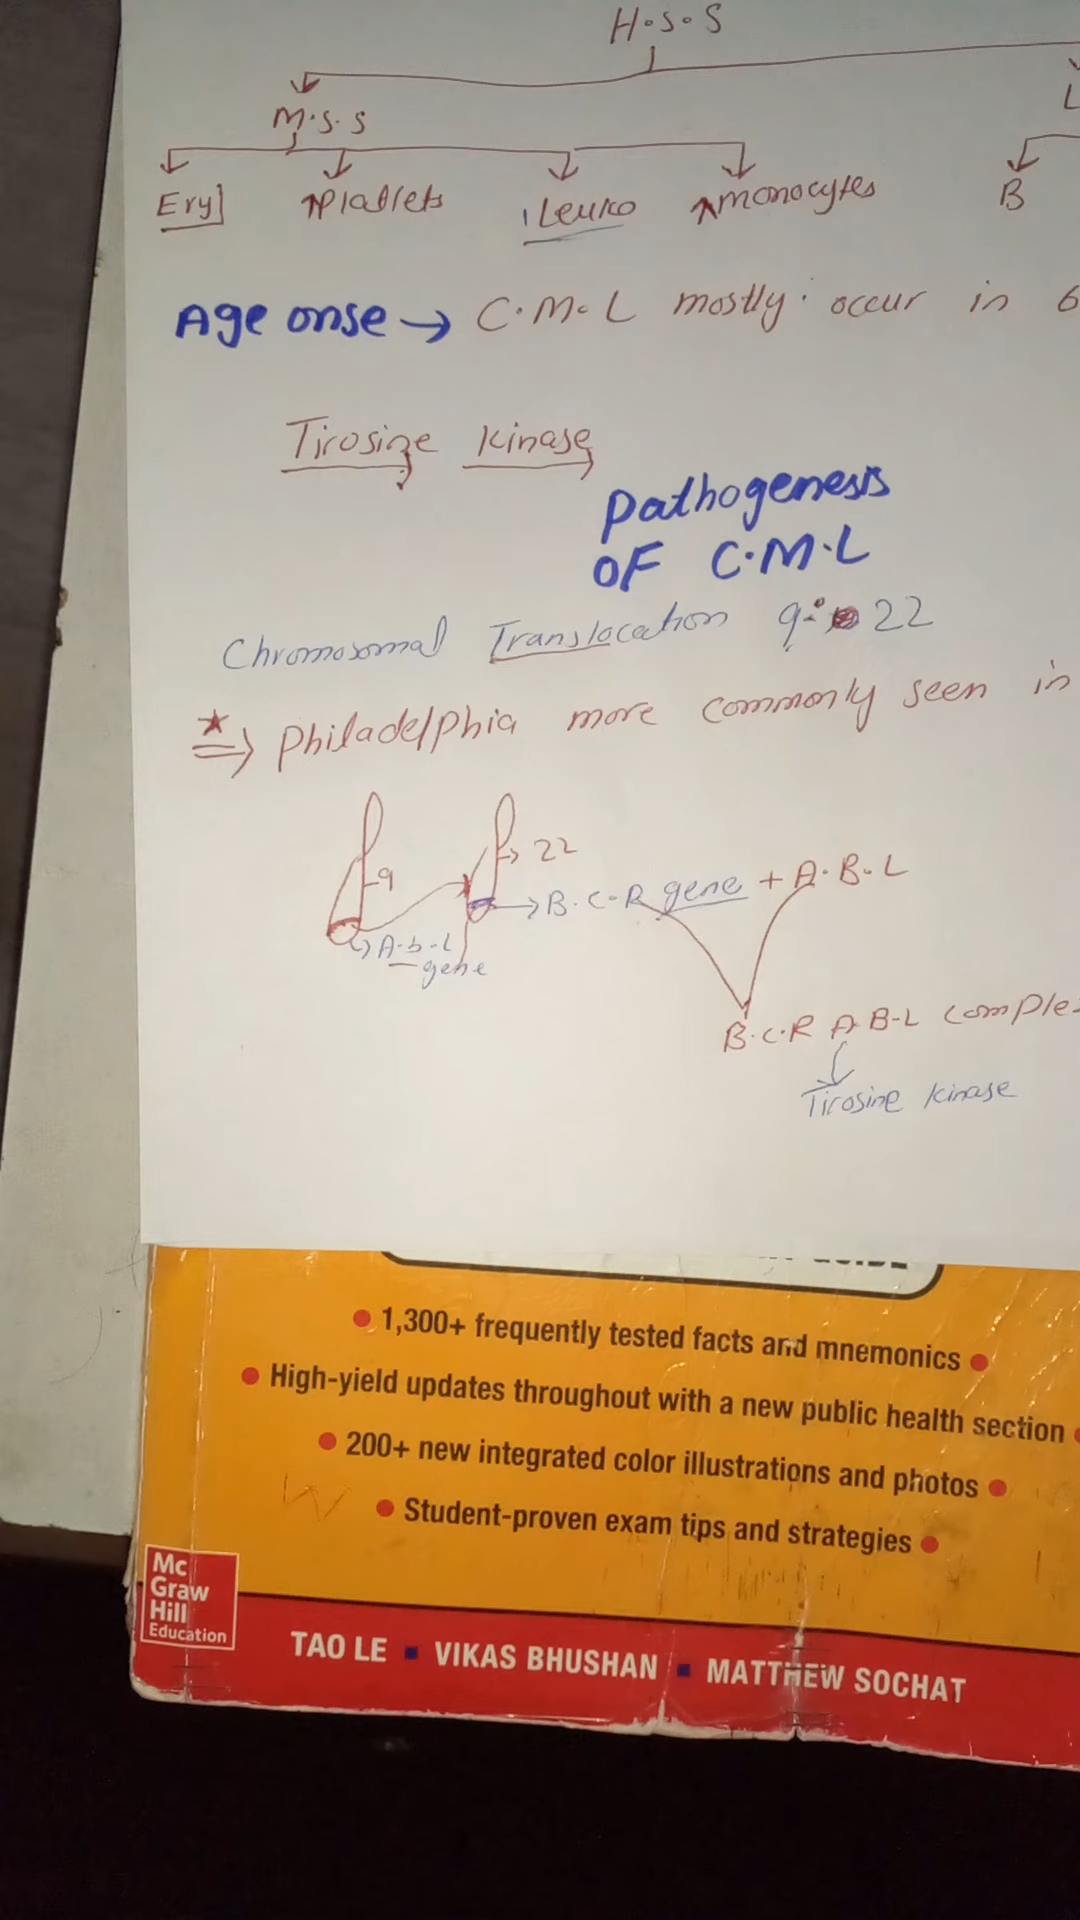 H.S.S
M.S.S
L
Ery] ↑Platlets Leuko ↑monocytes B
Age onse → C.M.L mostly occur in 6
Tirosine kinase
Pathogenesis
OF C.M.L
Chromosomal Translocation 9: 22
⇒ Philadelphia more commonly seen in
9 → 22
→ B.C.R gene + A.B.L
→ A.b.L
gene
B.C.R A.B.L comple
Tirosine kinase
• 1,300+ frequently tested facts and mnemonics •
• High-yield updates throughout with a new public health section •
• 200+ new integrated color illustrations and photos •
• Student-proven exam tips and strategies •
Mc
Graw
Hill
Education
TAO LE ▪ VIKAS BHUSHAN ▪ MATTHEW SOCHAT